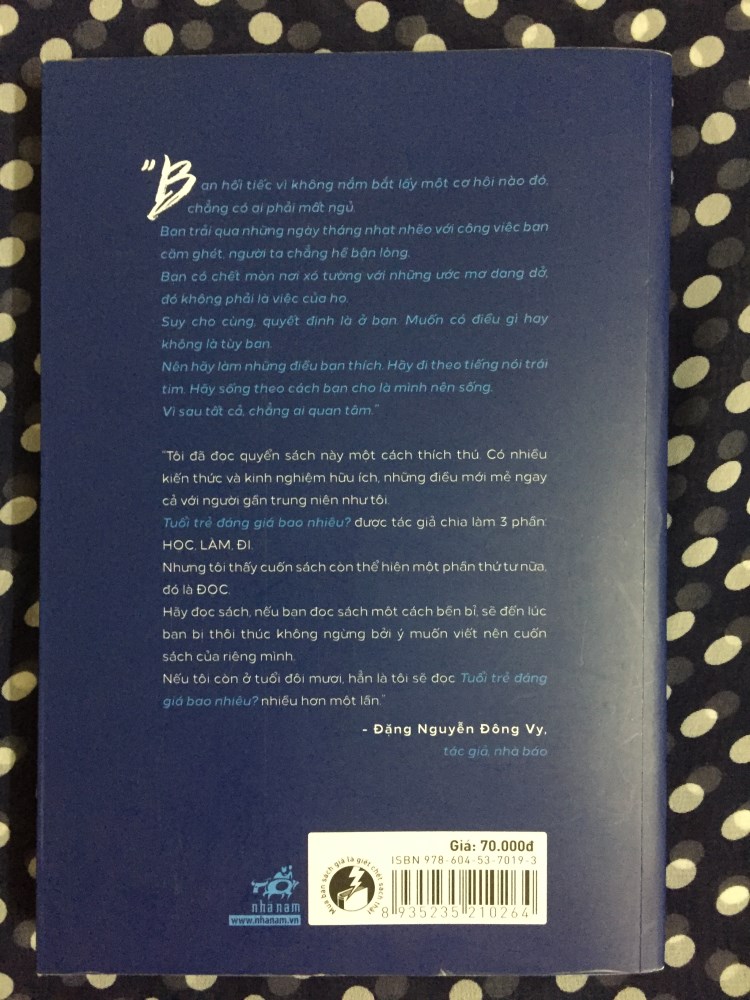 "Bạn hối tiếc vì không nắm bắt lấy một cơ hội nào đó,
chẳng có ai phải mất ngủ.
Bạn trải qua những ngày tháng nhạt nhẽo với công việc bạn
căm ghét, người ta chẳng hề bận lòng.
Bạn có chết mòn nơi xó tường với những ước mơ dang dở,
đó không phải là việc của họ.
Suy cho cùng, quyết định là ở bạn. Muốn có điều gì hay
không là tùy bạn.
Nên hãy làm những điều bạn thích. Hãy đi theo tiếng nói trái
tim. Hãy sống theo cách bạn cho là mình nên sống.
Vì sau tất cả, chẳng ai quan tâm."
"Tôi đã đọc quyển sách này một cách thích thú. Có nhiều
kiến thức và kinh nghiệm hữu ích, những điều mới mẻ ngay
cả với người gần trung niên như tôi.
Tuổi trẻ đáng giá bao nhiêu? được tác giả chia làm 3 phần:
HỌC, LÀM, ĐI.
Nhưng tôi thấy cuốn sách còn thể hiện một phần thứ tư nữa,
đó là ĐỌC.
Hãy đọc sách, nếu bạn đọc sách một cách bền bỉ, sẽ đến lúc
bạn bị thôi thúc không ngừng bởi ý muốn viết nên cuốn
sách của riêng mình.
Nếu tôi còn ở tuổi đôi mươi, hẳn là tôi sẽ đọc Tuổi trẻ đáng
giá bao nhiêu? nhiều hơn một lần."
- Đặng Nguyễn Đông Vy,
tác giả, nhà báo
nhanam
www.nhanam.vn
Mua bán sách giả là giết chết sách thật
Giá: 70.000đ
ISBN 978-604-53-7019-3
8 935235 210264